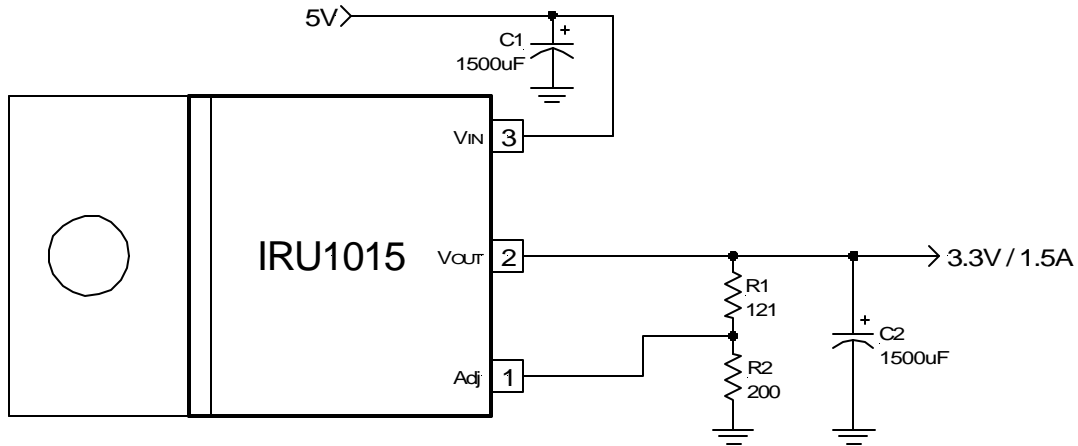 5V
C1
1500uF
VIN
3
IRU1015
VOUT
2
3.3V / 1.5A
R1
121
C2
1500uF
Adj
1
R2
200